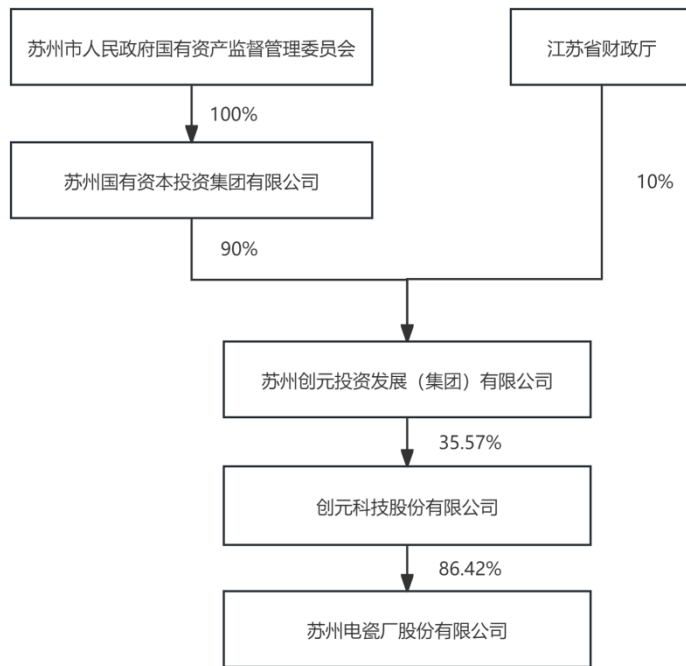 苏州市人民政府国有资产监督管理委员会
江苏省财政厅
100%
苏州国有资本投资集团有限公司
10%
90%
苏州创元投资发展（集团）有限公司
35.57%
创元科技股份有限公司
86.42%
苏州电瓷厂股份有限公司